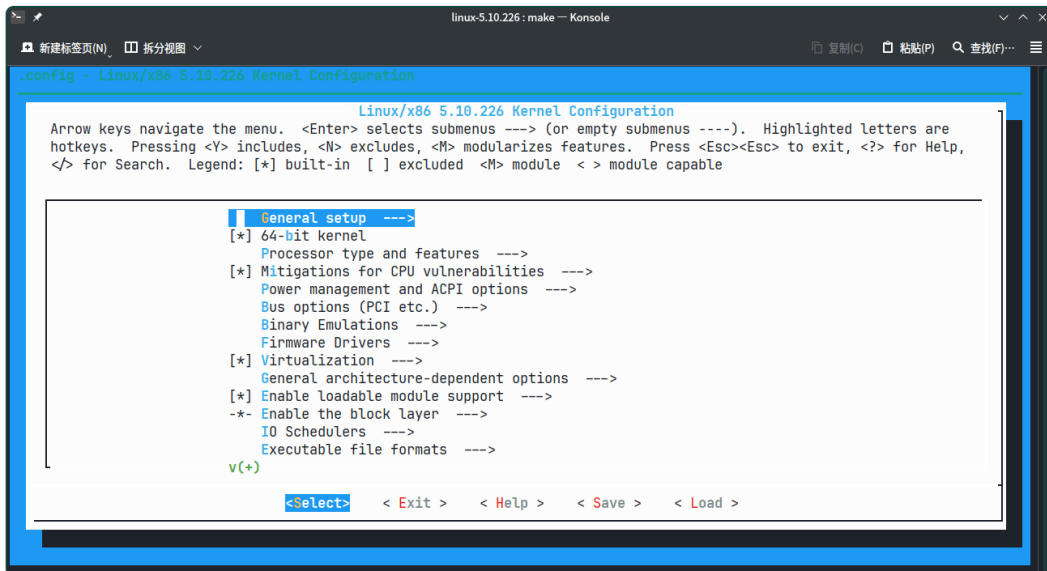 linux-5.10.226 : make — Konsole
新建标签页(N) 拆分视图 复制(C) 粘贴(P) 查找(F)···
.config - Linux/x86 5.10.226 Kernel Configuration
Linux/x86 5.10.226 Kernel Configuration
Arrow keys navigate the menu.  <Enter> selects submenus ---> (or empty submenus ----).  Highlighted letters are
hotkeys.  Pressing <Y> includes, <N> excludes, <M> modularizes features.  Press <Esc><Esc> to exit, <?> for Help,
</> for Search.  Legend: [*] built-in  [ ] excluded  <M> module  < > module capable
General setup  --->
[*] 64-bit kernel
Processor type and features  --->
[*] Mitigations for CPU vulnerabilities  --->
Power management and ACPI options  --->
Bus options (PCI etc.)  --->
Binary Emulations  --->
Firmware Drivers  --->
[*] Virtualization  --->
General architecture-dependent options  --->
[*] Enable loadable module support  --->
-*- Enable the block layer  --->
IO Schedulers  --->
Executable file formats  --->
v(+)
<Select>    < Exit >    < Help >    < Save >    < Load >